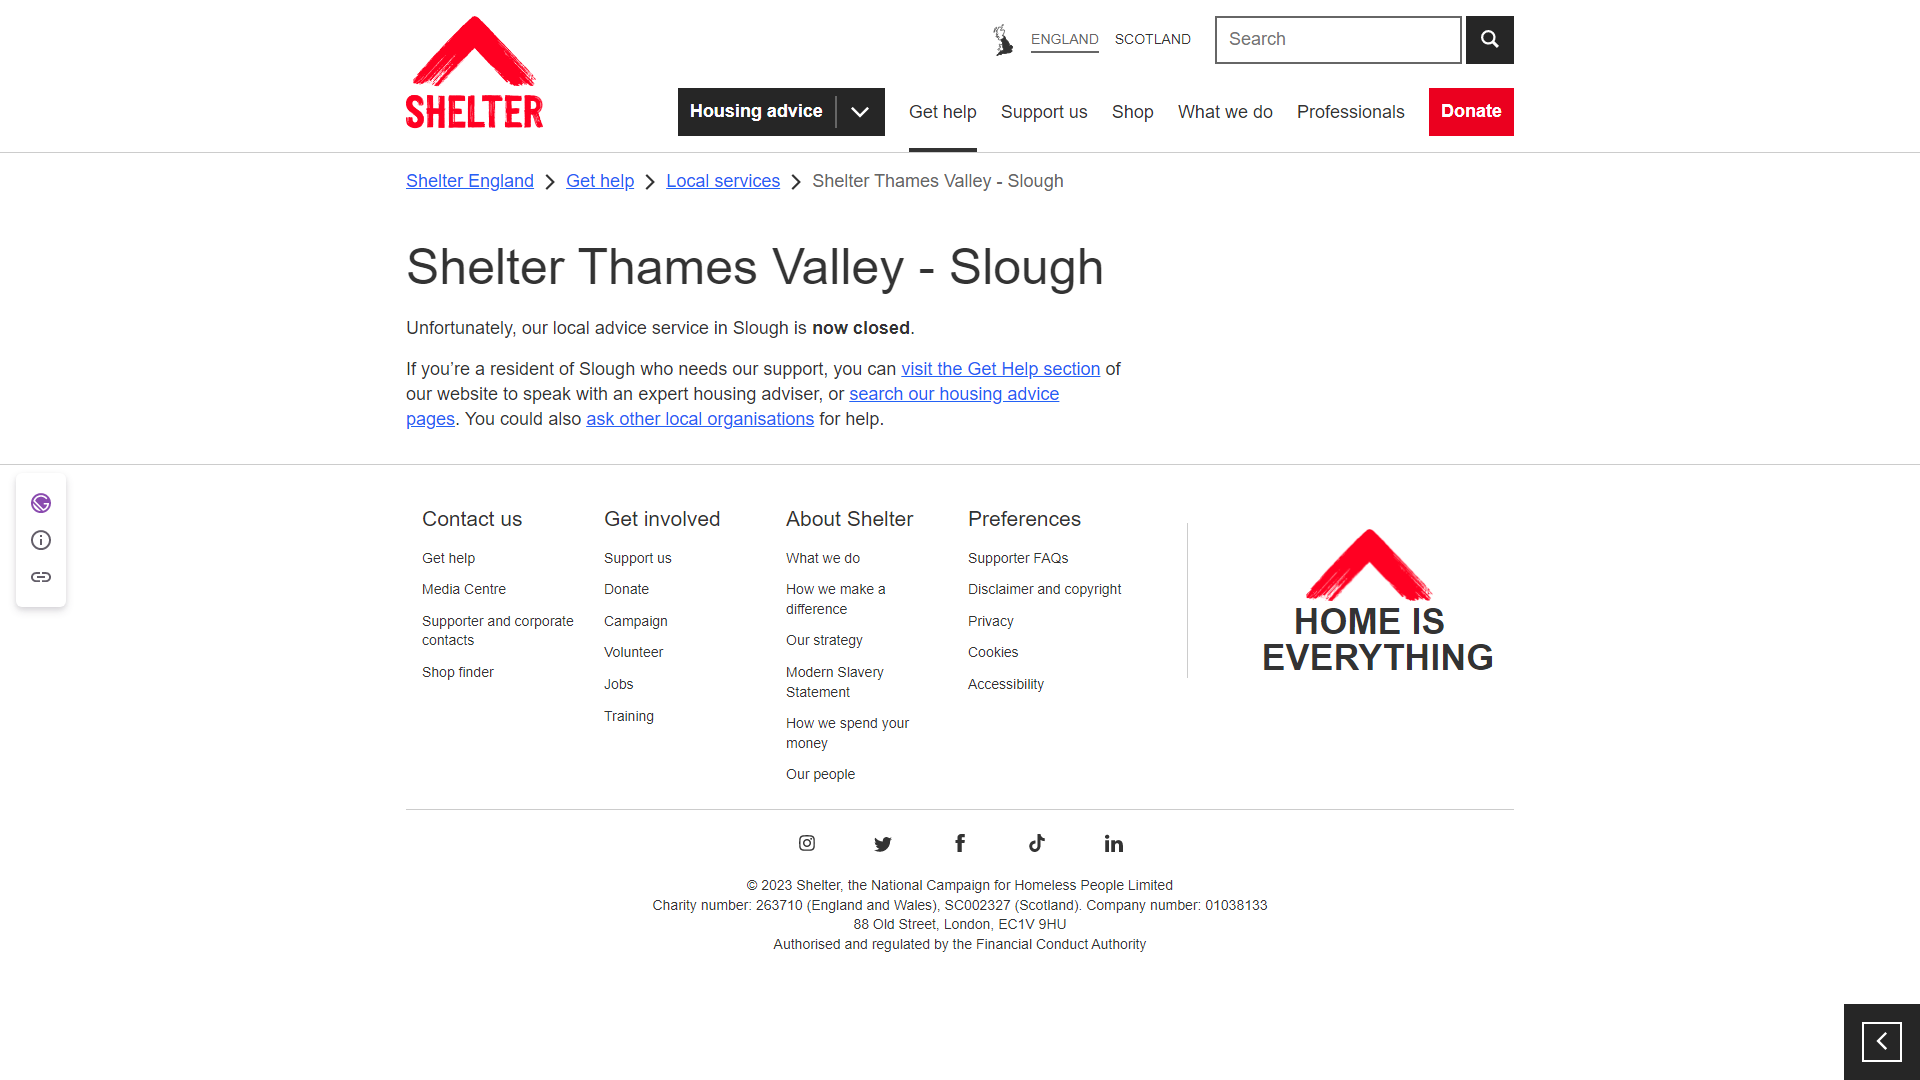 SHELTER
ENGLAND
SCOTLAND
Search
Housing advice
Get help
Support us
Shop
What we do
Professionals
Donate
Shelter England
Get help
Local services
Shelter Thames Valley - Slough
Shelter Thames Valley - Slough
Unfortunately, our local advice service in Slough is now closed.
If you’re a resident of Slough who needs our support, you can visit the Get Help section of
our website to speak with an expert housing adviser, or search our housing advice
pages. You could also ask other local organisations for help.
Contact us
Get help
Media Centre
Supporter and corporate
contacts
Shop finder
Get involved
Support us
Donate
Campaign
Volunteer
Jobs
Training
About Shelter
What we do
How we make a
difference
Our strategy
Modern Slavery
Statement
How we spend your
money
Our people
Preferences
Supporter FAQs
Disclaimer and copyright
Privacy
Cookies
Accessibility
HOME IS
EVERYTHING
© 2023 Shelter, the National Campaign for Homeless People Limited
Charity number: 263710 (England and Wales), SC002327 (Scotland). Company number: 01038133
88 Old Street, London, EC1V 9HU
Authorised and regulated by the Financial Conduct Authority